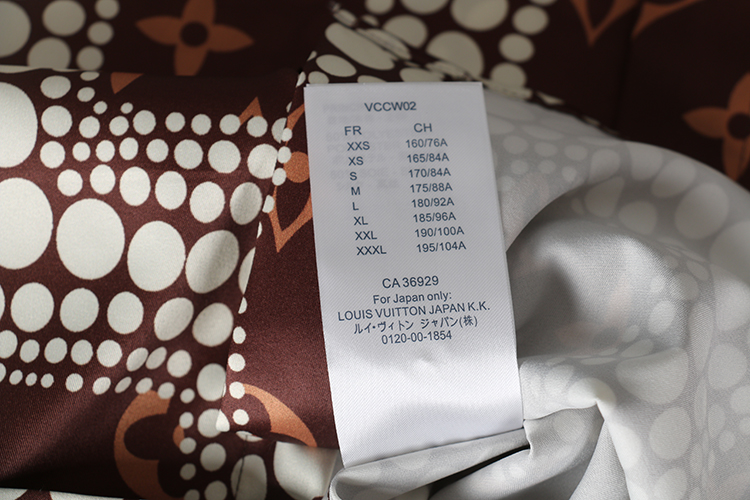 VCCW02
FR CH
XXS 160/76A
XS 165/84A
S 170/84A
M 175/88A
L 180/92A
XL 185/96A
XXL 190/100A
XXXL 195/104A
CA 36929
For Japan only:
LOUIS VUITTON JAPAN K.K.
ルイ・ヴィトン ジャパン(株)
0120-00-1854